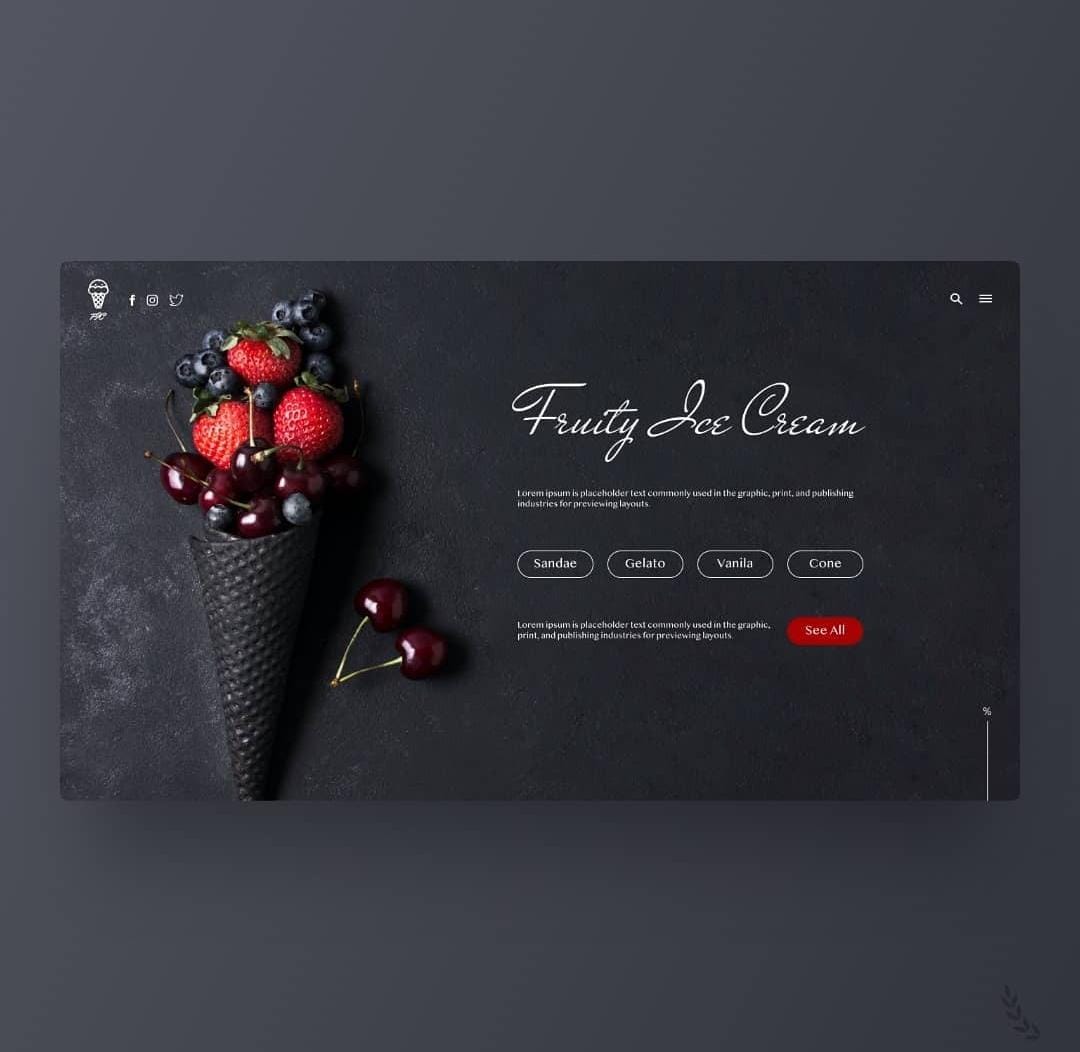 Fruity Ice Cream
Lorem ipsum is placeholder text commonly used in the graphic, print, and publishing
industries for previewing layouts.
Sandae Gelato Vanila Cone
Lorem ipsum is placeholder text commonly used in the graphic,
print, and publishing industries for previewing layouts.
See All
%